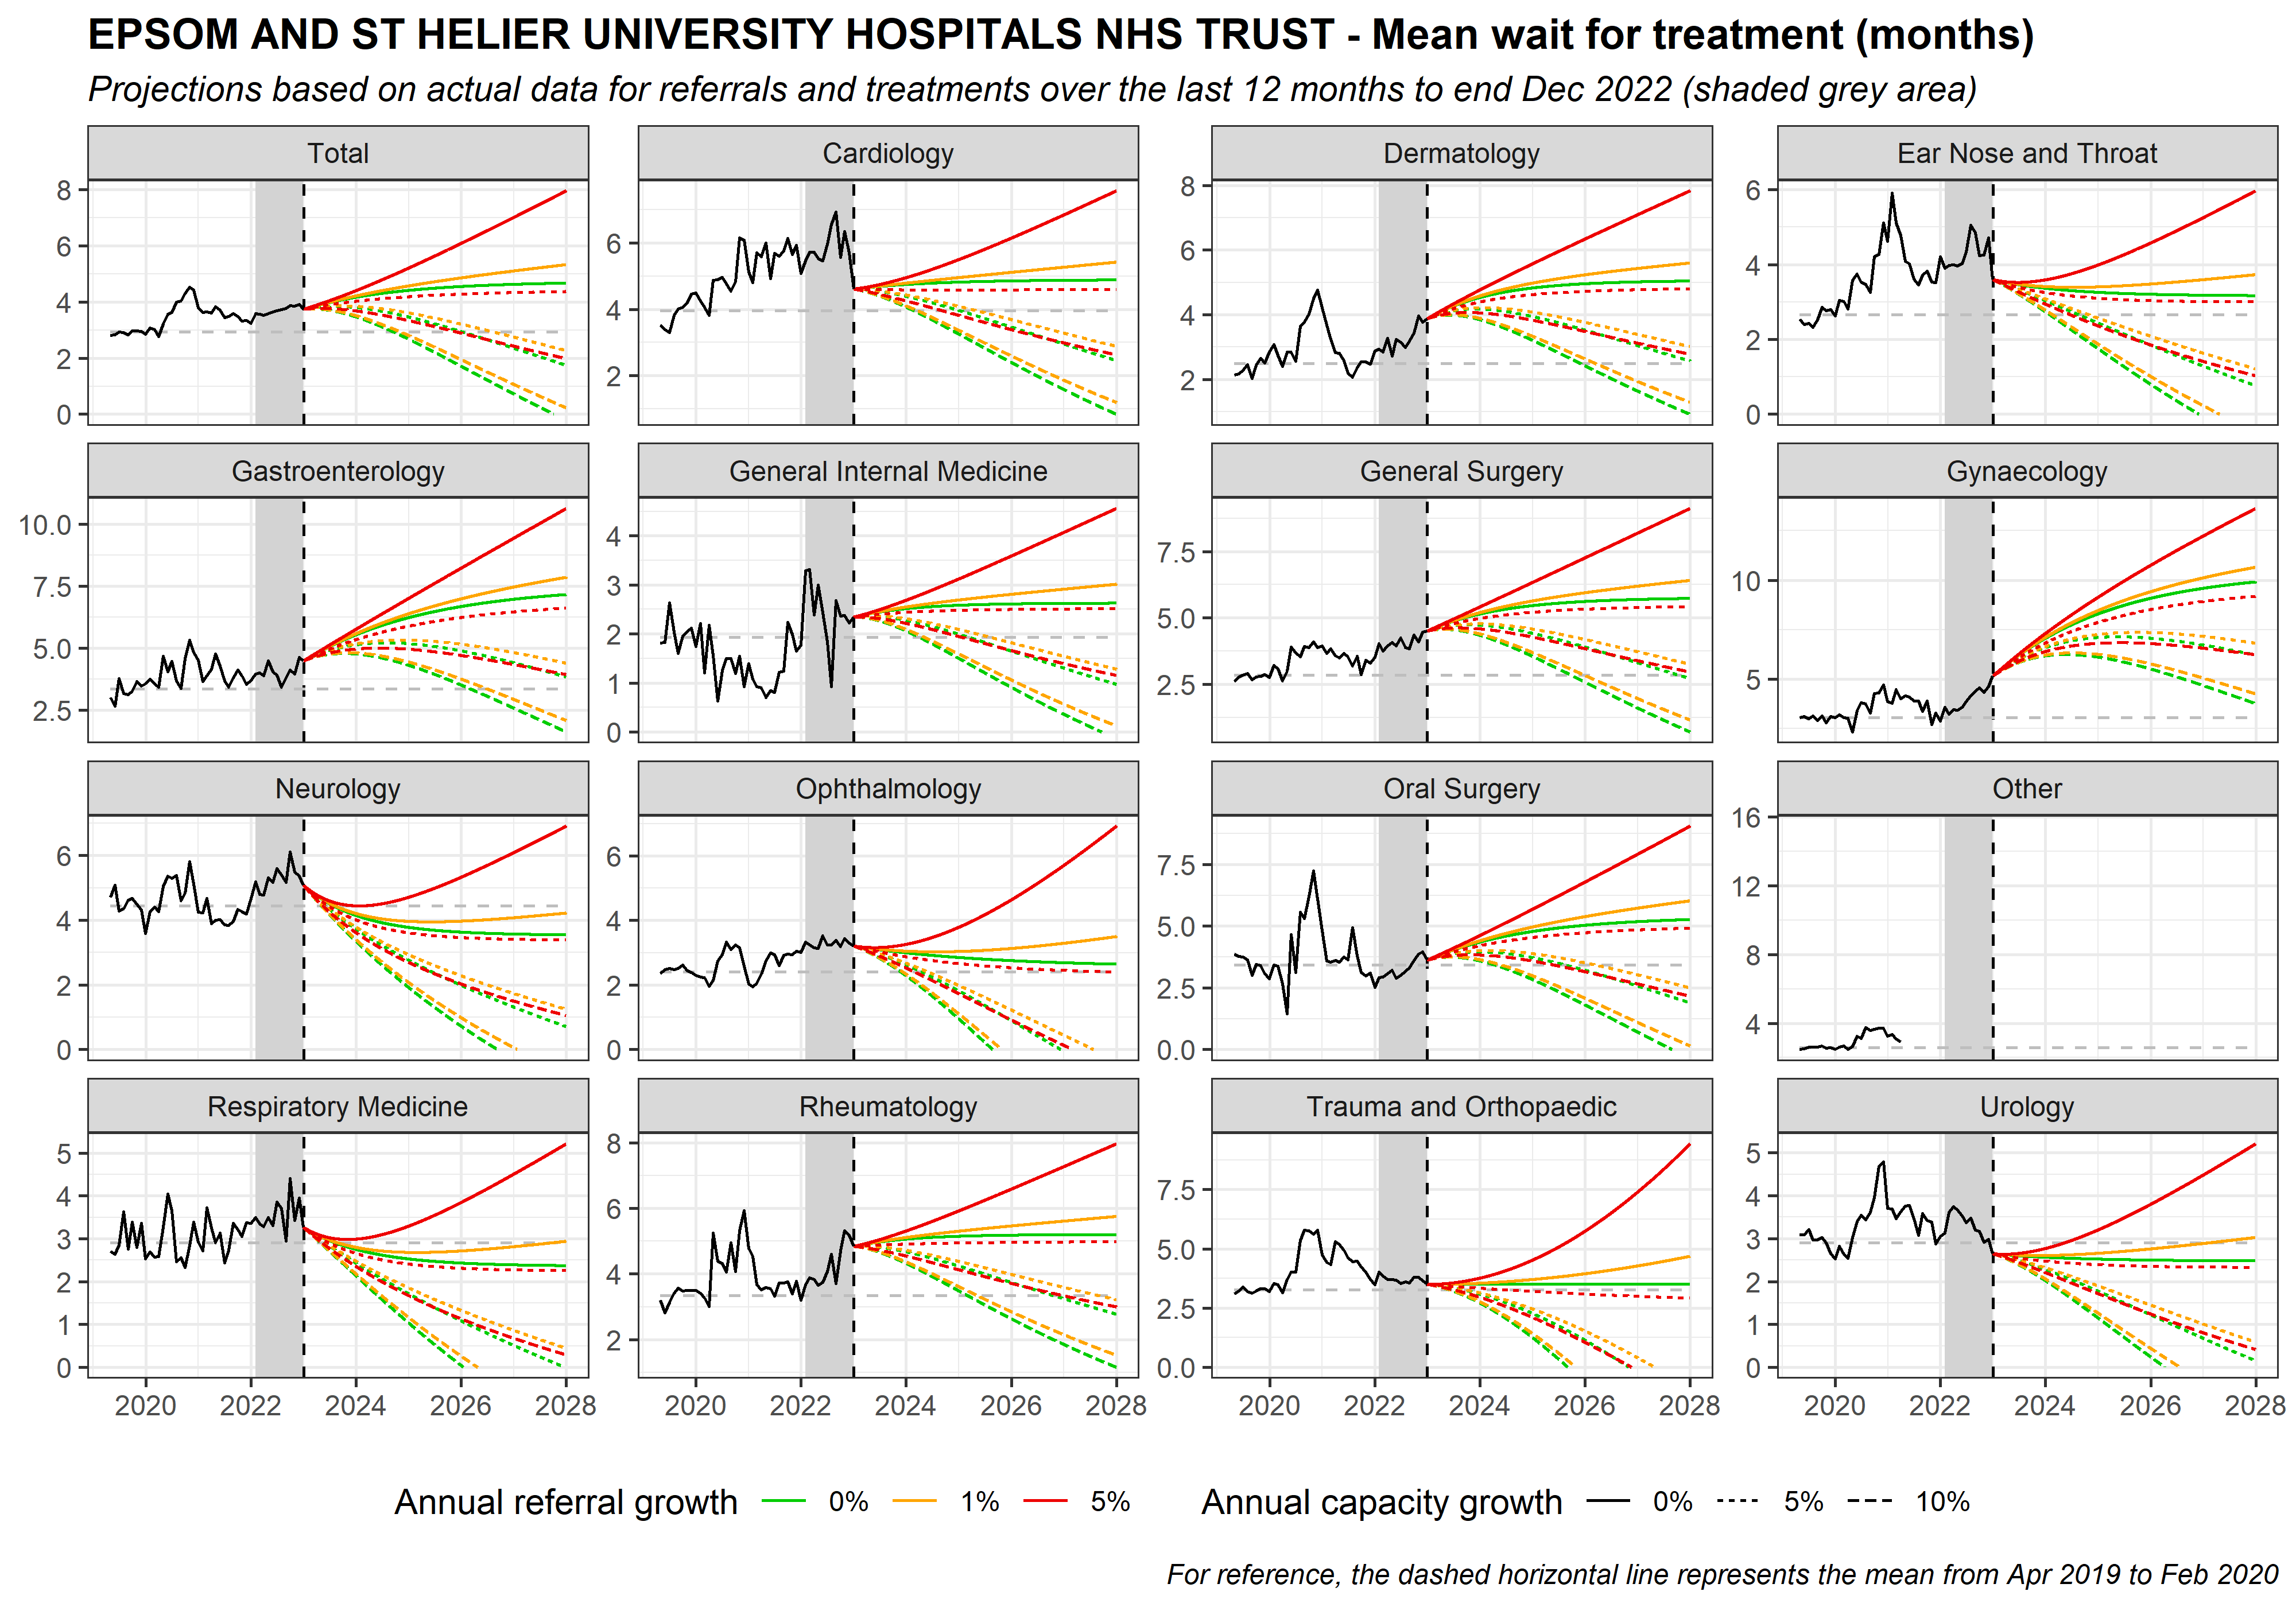 EPSOM AND ST HELIER UNIVERSITY HOSPITALS NHS TRUST - Mean wait for treatment (months)
Projections based on actual data for referrals and treatments over the last 12 months to end Dec 2022 (shaded grey area)
Total
8
6
4
2
0
Cardiology
6
4
2
Dermatology
8
6
4
2
Ear Nose and Throat
6
4
2
0
Gastroenterology
10.0
7.5
5.0
2.5
General Internal Medicine
4
3
2
1
0
General Surgery
7.5
5.0
2.5
Gynaecology
10
5
Neurology
6
4
2
0
Ophthalmology
6
4
2
0
Oral Surgery
7.5
5.0
2.5
0.0
Other
16
12
8
4
Respiratory Medicine
5
4
3
2
1
0
2020 2022 2024 2026 2028
Rheumatology
8
6
4
2
2020 2022 2024 2026 2028
Trauma and Orthopaedic
7.5
5.0
2.5
0.0
2020 2022 2024 2026 2028
Urology
5
4
3
2
1
0
2020 2022 2024 2026 2028
Annual referral growth 0% 1% 5%
Annual capacity growth 0% 5% 10%
For reference, the dashed horizontal line represents the mean from Apr 2019 to Feb 2020